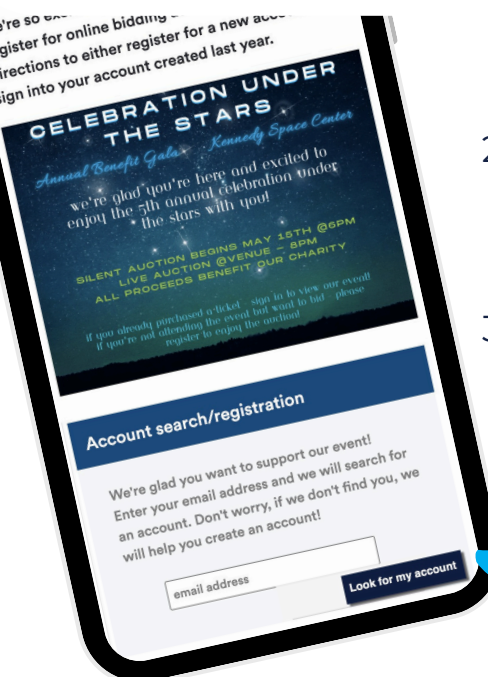 're so
gister for online bidding
irections to either register for a new
sign into your account created last year.
CELEBRATION UNDER
THE STARS
Annual Benefit Gala Kennedy Space Center
we're glad you're here and excited to
enjoy the 5th annual celebration under
the stars with you!
SILENT AUCTION BEGINS MAY 15TH @6PM
LIVE AUCTION @VENUE - 8PM
ALL PROCEEDS BENEFIT OUR CHARITY
if you already purchased a ticket - sign in to view our event!
if you're not attending the event but want to bid - please
register to enjoy the auction!
Account search/registration
We're glad you want to support our event!
Enter your email address and we will search for
an account. Don't worry, if we don't find you, we
will help you create an account!
email address
Look for my account